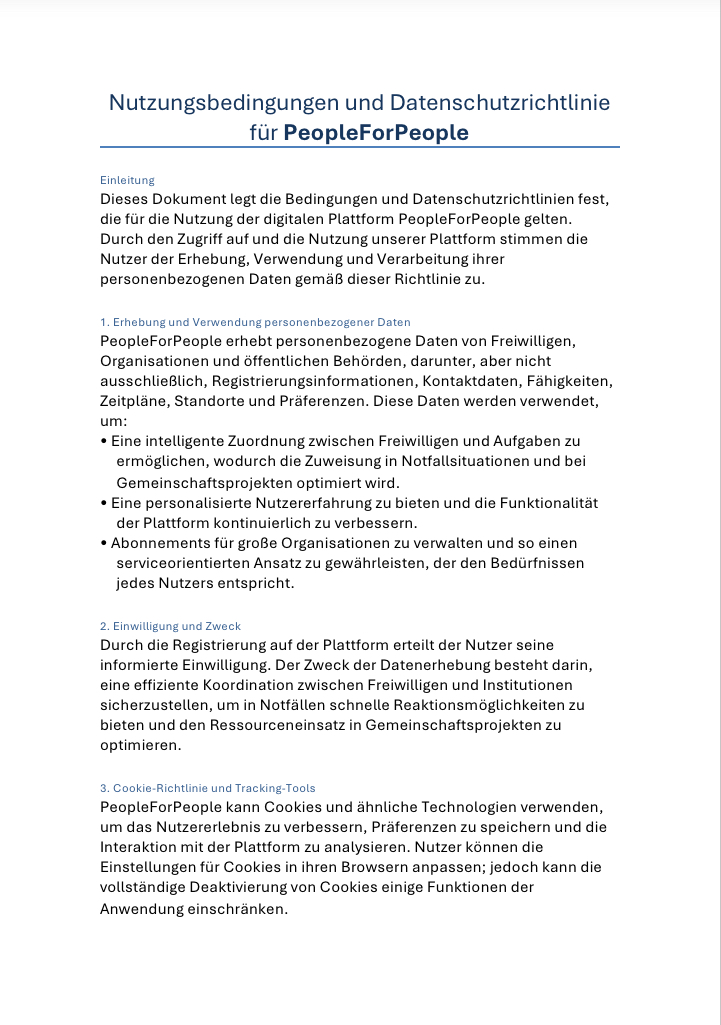 Nutzungsbedingungen und Datenschutzrichtlinie
für PeopleForPeople
Einleitung
Dieses Dokument legt die Bedingungen und Datenschutzrichtlinien fest,
die für die Nutzung der digitalen Plattform PeopleForPeople gelten.
Durch den Zugriff auf und die Nutzung unserer Plattform stimmen die
Nutzer der Erhebung, Verwendung und Verarbeitung ihrer
personenbezogenen Daten gemäß dieser Richtlinie zu.
1. Erhebung und Verwendung personenbezogener Daten
PeopleForPeople erhebt personenbezogene Daten von Freiwilligen,
Organisationen und öffentlichen Behörden, darunter, aber nicht
ausschließlich, Registrierungsinformationen, Kontaktdaten, Fähigkeiten,
Zeitpläne, Standorte und Präferenzen. Diese Daten werden verwendet,
um:
• Eine intelligente Zuordnung zwischen Freiwilligen und Aufgaben zu
ermöglichen, wodurch die Zuweisung in Notfallsituationen und bei
Gemeinschaftsprojekten optimiert wird.
• Eine personalisierte Nutzererfahrung zu bieten und die Funktionalität
der Plattform kontinuierlich zu verbessern.
• Abonnements für große Organisationen zu verwalten und so einen
serviceorientierten Ansatz zu gewährleisten, der den Bedürfnissen
jedes Nutzers entspricht.
2. Einwilligung und Zweck
Durch die Registrierung auf der Plattform erteilt der Nutzer seine
informierte Einwilligung. Der Zweck der Datenerhebung besteht darin,
eine effiziente Koordination zwischen Freiwilligen und Institutionen
sicherzustellen, um in Notfällen schnelle Reaktionsmöglichkeiten zu
bieten und den Ressourceneinsatz in Gemeinschaftsprojekten zu
optimieren.
3. Cookie-Richtlinie und Tracking-Tools
PeopleForPeople kann Cookies und ähnliche Technologien verwenden,
um das Nutzererlebnis zu verbessern, Präferenzen zu speichern und die
Interaktion mit der Plattform zu analysieren. Nutzer können die
Einstellungen für Cookies in ihren Browsern anpassen; jedoch kann die
vollständige Deaktivierung von Cookies einige Funktionen der
Anwendung einschränken.